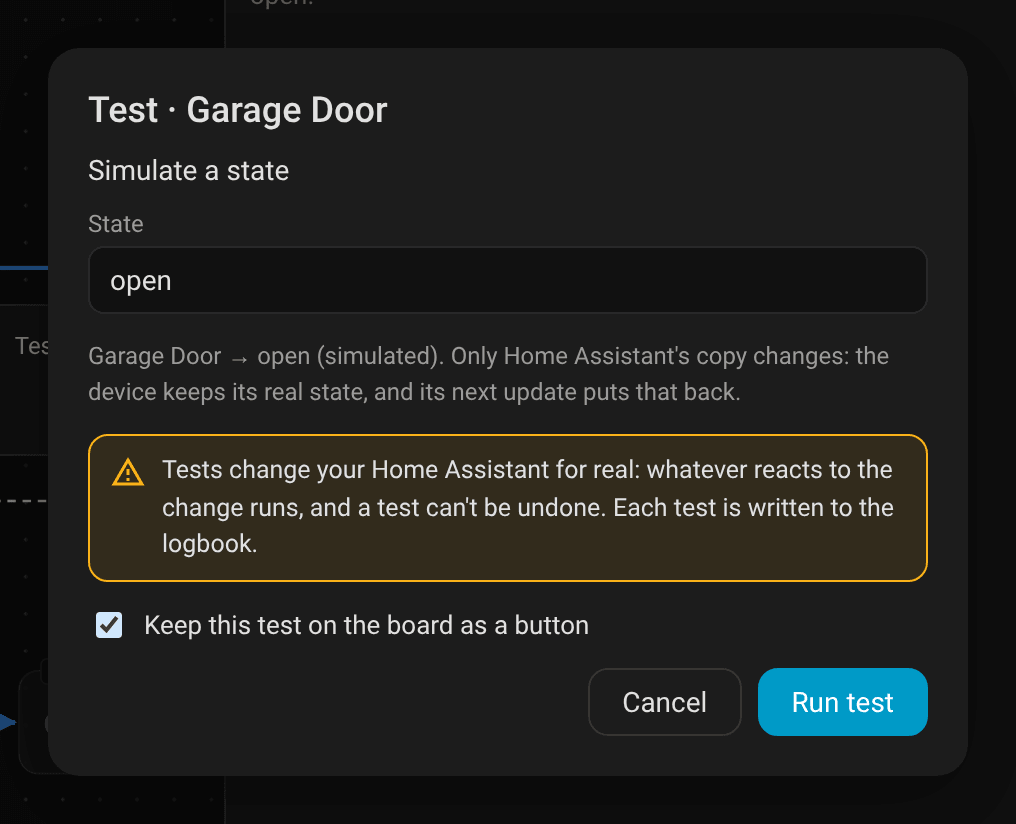 open.
Test · Garage Door
Simulate a state
State
open
Tes
Garage Door → open (simulated). Only Home Assistant's copy changes: the
device keeps its real state, and its next update puts that back.
Tests change your Home Assistant for real: whatever reacts to the
change runs, and a test can't be undone. Each test is written to the
logbook.
Keep this test on the board as a button
Cancel
Run test